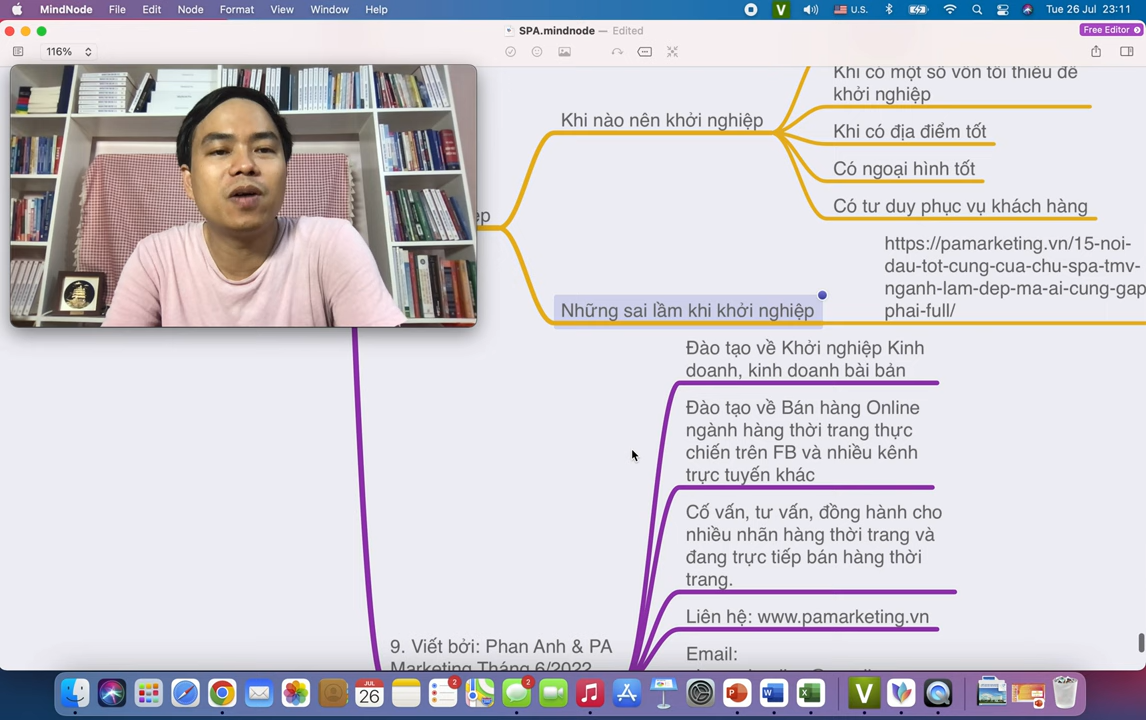 MindNode File Edit Node Format View Window Help
V U.S. Tue 26 Jul 23:11
SPA.mindnode — Edited
Free Editor
116%
Khi có một số vốn tối thiểu để
khởi nghiệp
Khi nào nên khởi nghiệp
Khi có địa điểm tốt
Có ngoại hình tốt
Có tư duy phục vụ khách hàng
ep
https://pamarketing.vn/15-noi-
dau-tot-cung-cua-chu-spa-tmv-
nganh-lam-dep-ma-ai-cung-gap
phai-full/
Những sai lầm khi khởi nghiệp
Đào tạo về Khởi nghiệp Kinh
doanh, kinh doanh bài bản
Đào tạo về Bán hàng Online
ngành hàng thời trang thực
chiến trên FB và nhiều kênh
trực tuyến khác
Cố vấn, tư vấn, đồng hành cho
nhiều nhãn hàng thời trang và
đang trực tiếp bán hàng thời
trang.
Liên hệ: www.pamarketing.vn
9. Viết bởi: Phan Anh & PA
Marketing Tháng 6/2022
Email:
JUL
26
2
2
V